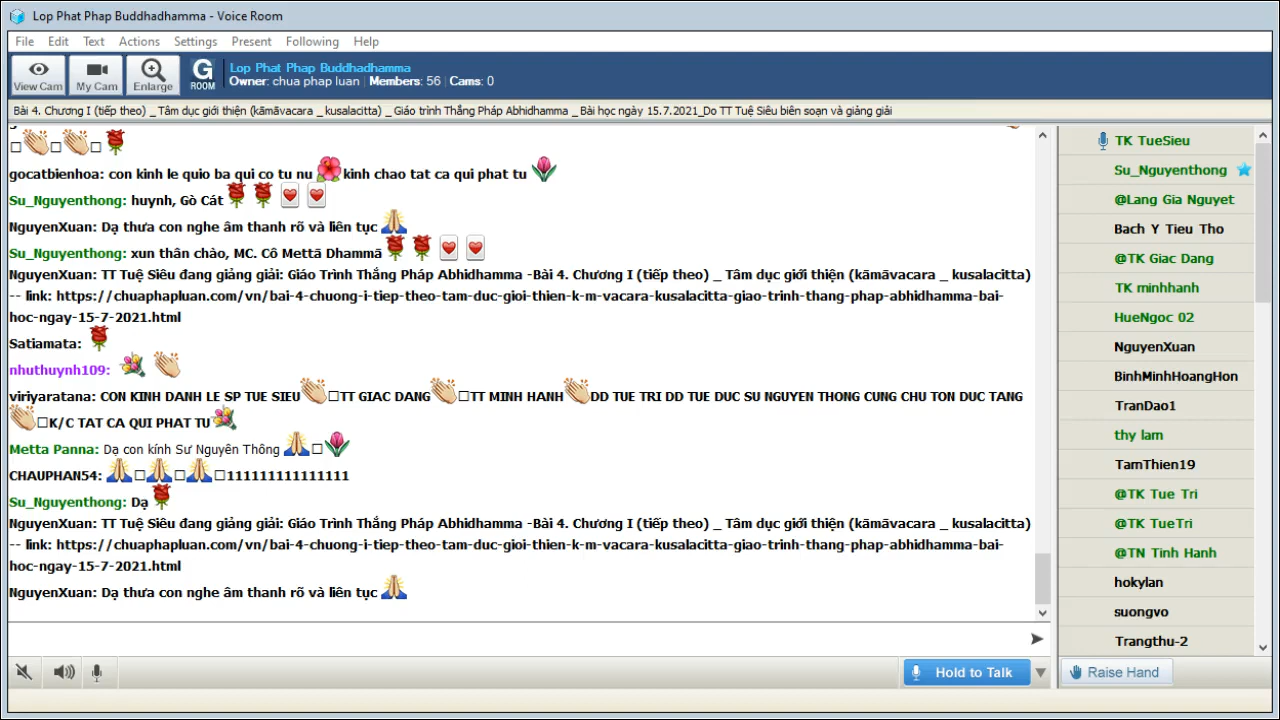 Lop Phat Phap Buddhadhamma - Voice Room
File Edit Text Actions Settings Present Following Help
View Cam My Cam Enlarge G ROOM
Lop Phat Phap Buddhadhamma
Owner: chua phap luan | Members: 56 | Cams: 0
Bài 4. Chương I (tiếp theo) _ Tâm dục giới thiện (kāmāvacara _ kusalacitta) _ Giáo trình Thắng Pháp Abhidhamma _ Bài học ngày 15.7.2021_Do TT Tuệ Siêu biên soạn và giảng giải
gocatbienhoa: con kinh le quio ba qui co tu nu kinh chao tat ca qui phat tu
Su_Nguyenthong: huynh, Gò Cát
NguyenXuan: Dạ thưa con nghe âm thanh rõ và liên tục
Su_Nguyenthong: xun thân chào, MC. Cô Mettā Dhammā
NguyenXuan: TT Tuệ Siêu đang giảng giải: Giáo Trình Thắng Pháp Abhidhamma -Bài 4. Chương I (tiếp theo) _ Tâm dục giới thiện (kāmāvacara _ kusalacitta)
-- link: https://chuaphapluan.com/vn/bai-4-chuong-i-tiep-theo-tam-duc-gioi-thien-k-m-vacara-kusalacitta-giao-trinh-thang-phap-abhidhamma-bai-
hoc-ngay-15-7-2021.html
Satiamata:
nhuthuynh109:
viriyaratana: CON KINH DANH LE SP TUE SIEU TT GIAC DANG TT MINH HANH DD TUE TRI DD TUE DUC SU NGUYEN THONG CUNG CHU TON DUC TANG
K/C TAT CA QUI PHAT TU
Metta Panna: Dạ con kính Sư Nguyên Thông
CHAUPHAN54: 111111111111111
Su_Nguyenthong: Dạ
NguyenXuan: TT Tuệ Siêu đang giảng giải: Giáo Trình Thắng Pháp Abhidhamma -Bài 4. Chương I (tiếp theo) _ Tâm dục giới thiện (kāmāvacara _ kusalacitta)
-- link: https://chuaphapluan.com/vn/bai-4-chuong-i-tiep-theo-tam-duc-gioi-thien-k-m-vacara-kusalacitta-giao-trinh-thang-phap-abhidhamma-bai-
hoc-ngay-15-7-2021.html
NguyenXuan: Dạ thưa con nghe âm thanh rõ và liên tục
TK TueSieu
Su_Nguyenthong
@Lang Gia Nguyet
Bach Y Tieu Tho
@TK Giac Dang
TK minhhanh
HueNgoc 02
NguyenXuan
BinhMinhHoangHon
TranDao1
thy lam
TamThien19
@TK Tue Tri
@TK TueTri
@TN Tinh Hanh
hokylan
suongvo
Trangthu-2
Hold to Talk
Raise Hand